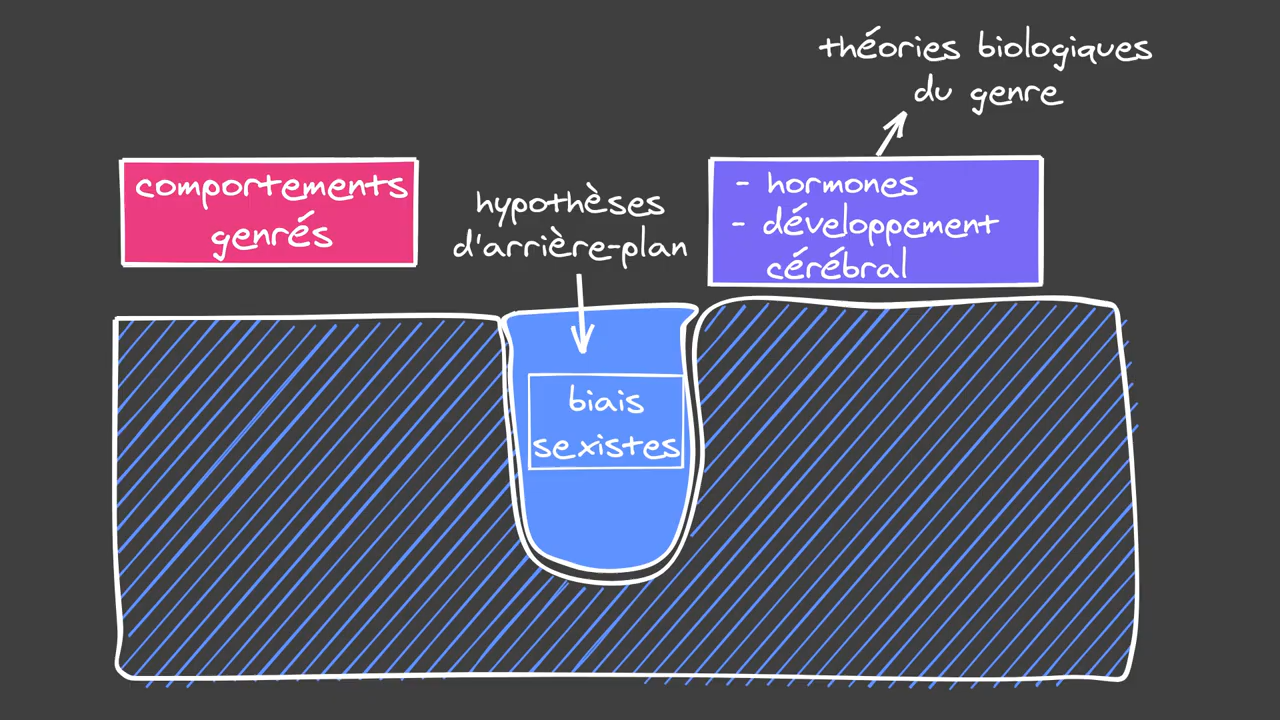 théories biologiques
du genre
comportements
genrés
hypothèses
d'arrière-plan
- hormones
- développement
cérébral
biais
sexistes